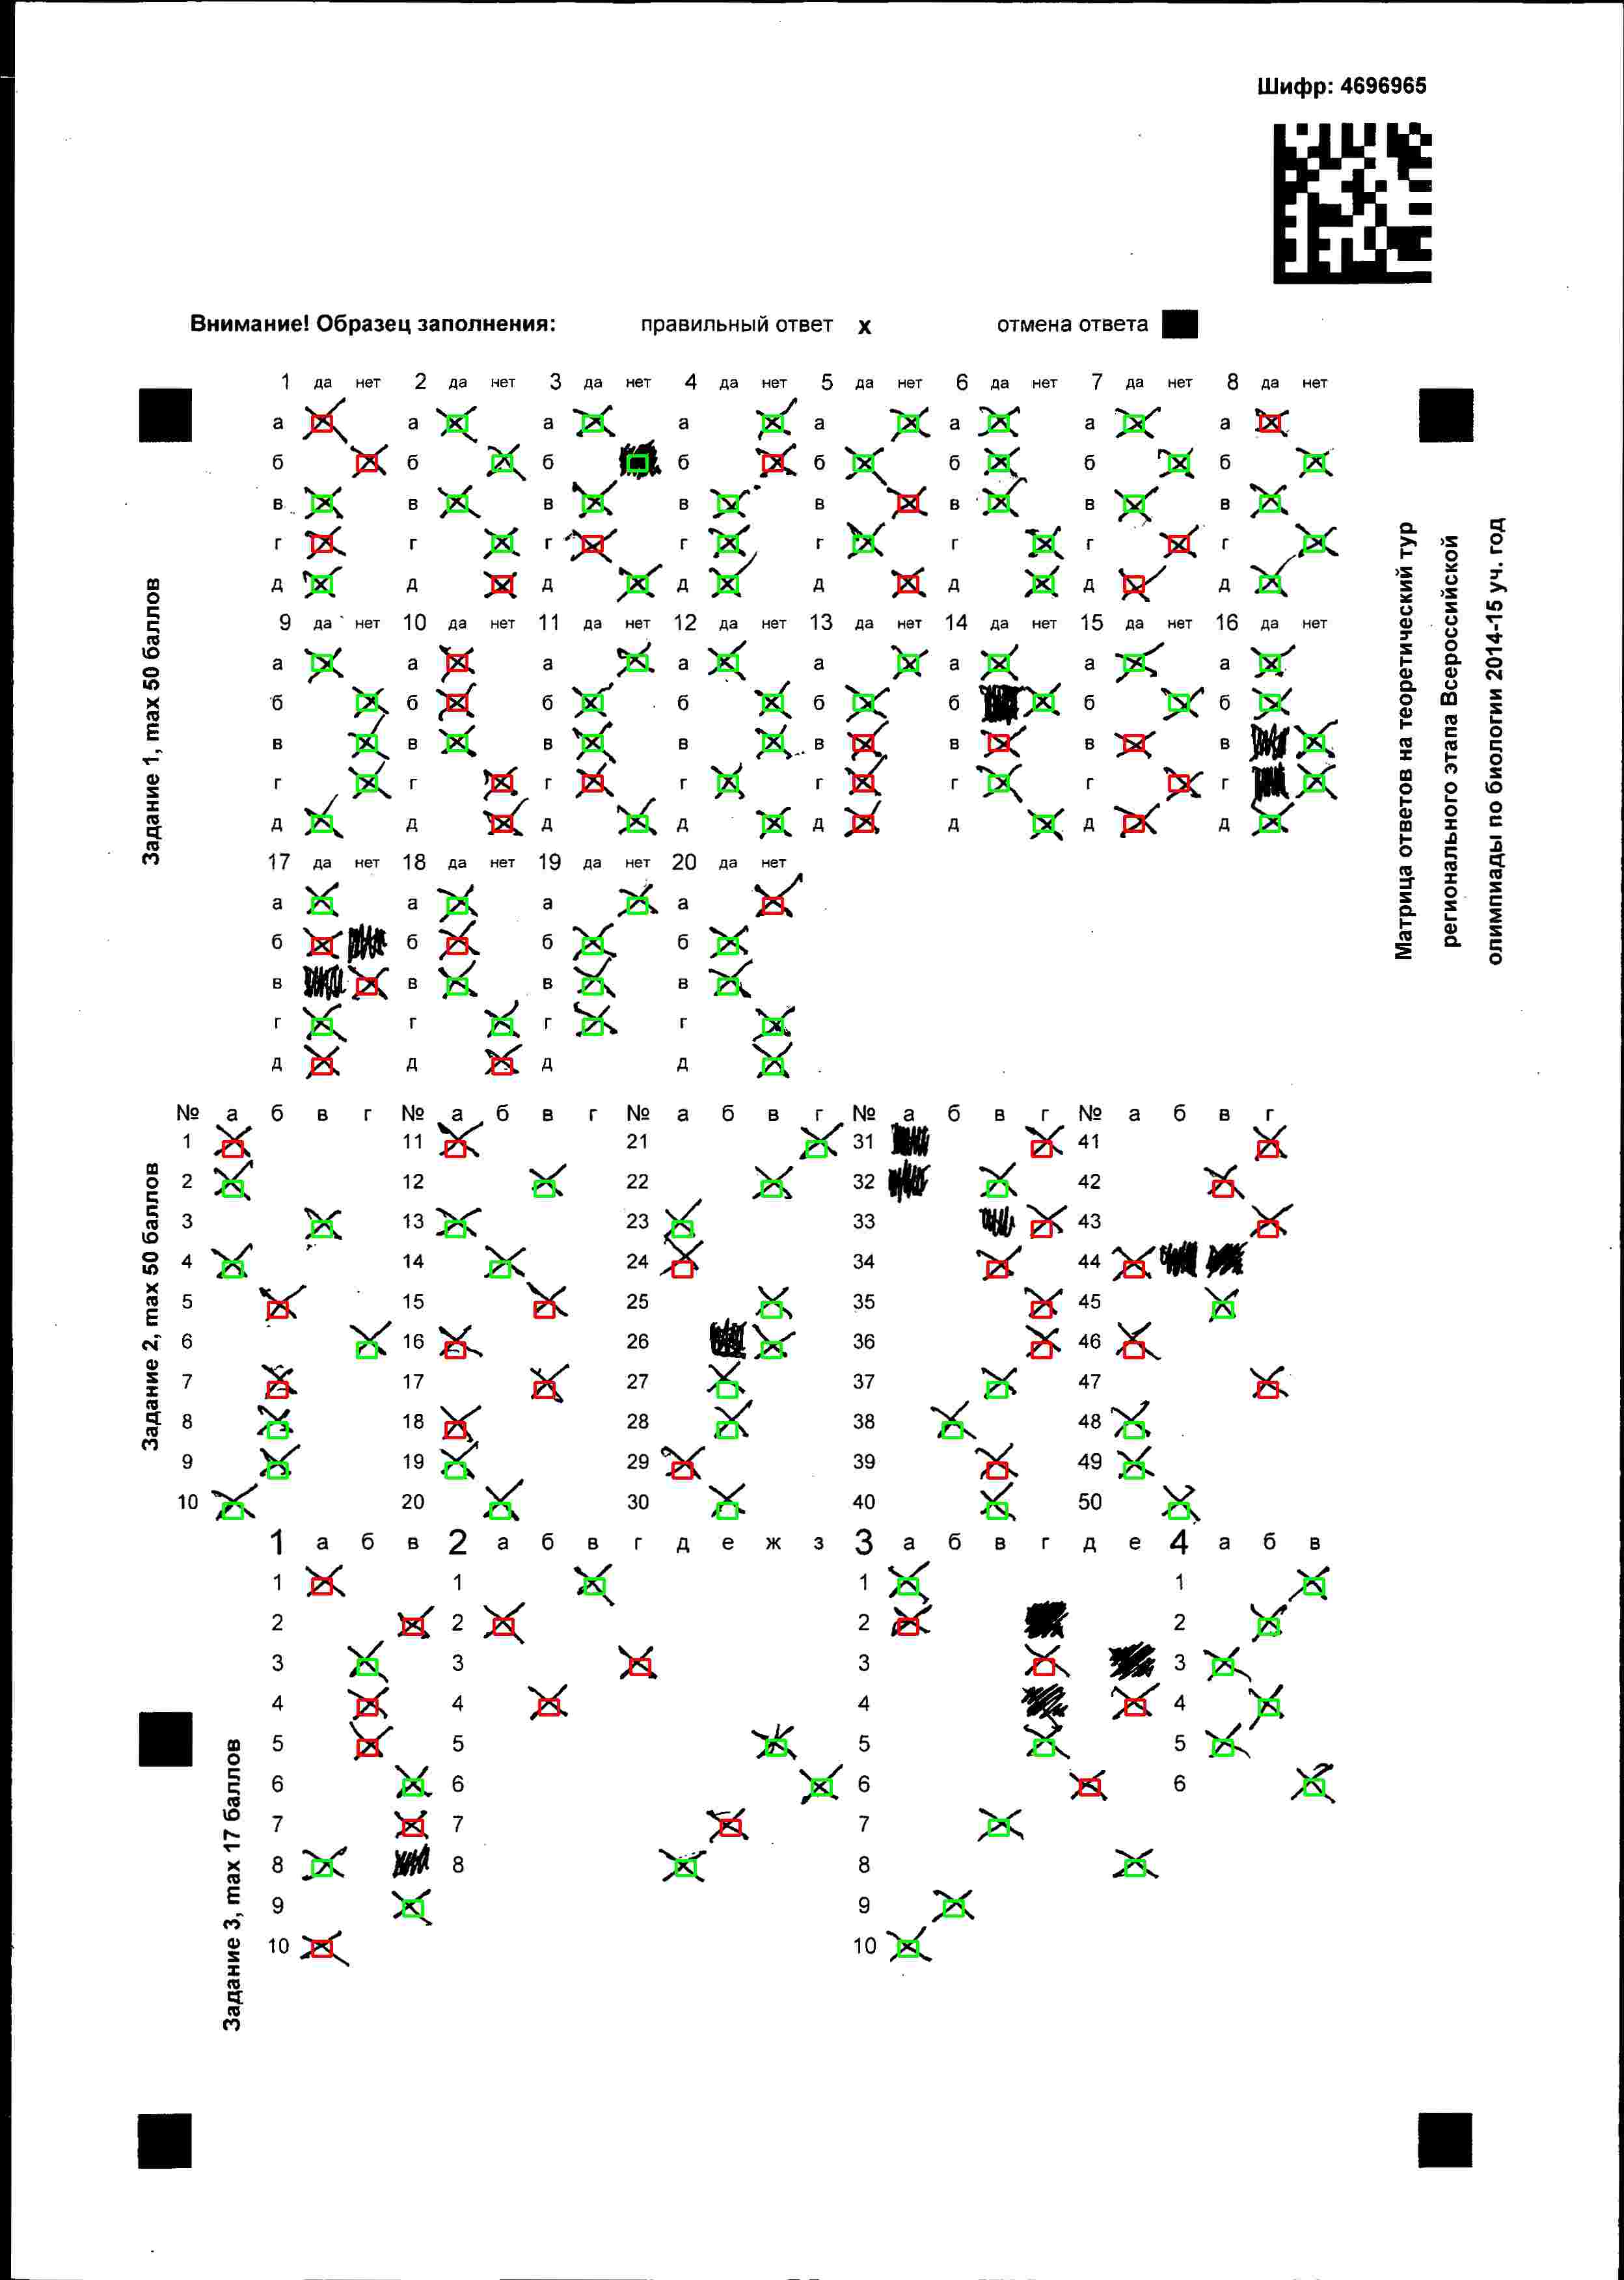 Шифр: 4696965
Внимание! Образец заполнения: правильный ответ х отмена ответа
Задание 1, max 50 баллов
1 да нет 2 да нет 3 да нет 4 да нет 5 да нет 6 да нет 7 да нет 8 да нет
а а а а а а а а
б б б б б б б б
в в в в в в в в
г г г г г г г г
д д д д д д д д
9 да нет 10 да нет 11 да нет 12 да нет 13 да нет 14 да нет 15 да нет 16 да нет
а а а а а а а а
б б б б б б б б
в в в в в в в в
г г г г г г г г
д д д д д д д д
17 да нет 18 да нет 19 да нет 20 да нет
а а а а
б б б б
в в в в
г г г г
д д д д
Матрица ответов на теоретический тур
регионального этапа Всероссийской
олимпиады по биологии 2014-15 уч. год
Задание 2, max 50 баллов
№ а б в г № а б в г № а б в г № а б в г № а б в г
1 11 21 31 41
2 12 22 32 42
3 13 23 33 43
4 14 24 34 44
5 15 25 35 45
6 16 26 36 46
7 17 27 37 47
8 18 28 38 48
9 19 29 39 49
10 20 30 40 50
Задание 3, max 17 баллов
1 а б в 2 а б в г д е ж з 3 а б в г д е 4 а б в
1 1 1 1
2 2 2 2
3 3 3 3
4 4 4 4
5 5 5 5
6 6 6 6
7 7 7
8 8 8
9 9
10 10